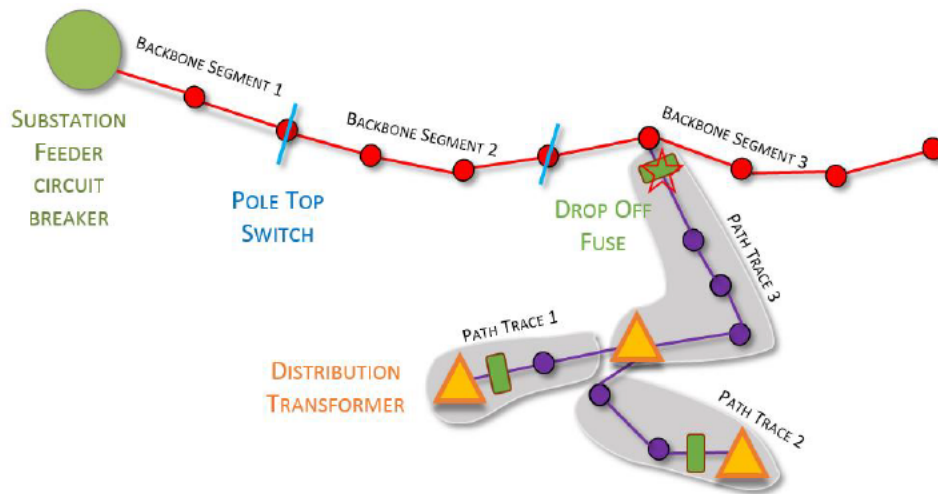 BACKBONE SEGMENT 1
SUBSTATION
FEEDER
CIRCUIT
BREAKER
BACKBONE SEGMENT 2
BACKBONE SEGMENT 3
POLE TOP
SWITCH
DROP OFF
FUSE
PATH TRACE 3
PATH TRACE 1
DISTRIBUTION
TRANSFORMER
PATH TRACE 2